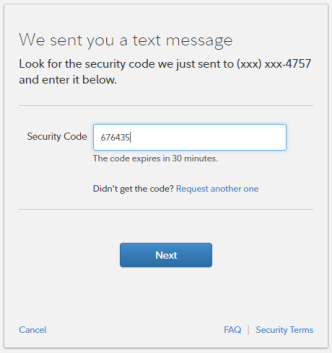 We sent you a text message
Look for the security code we just sent to (xxx) xxx-4757
and enter it below.
Security Code 676435
The code expires in 30 minutes.
Didn't get the code? Request another one
Next
Cancel FAQ | Security Terms